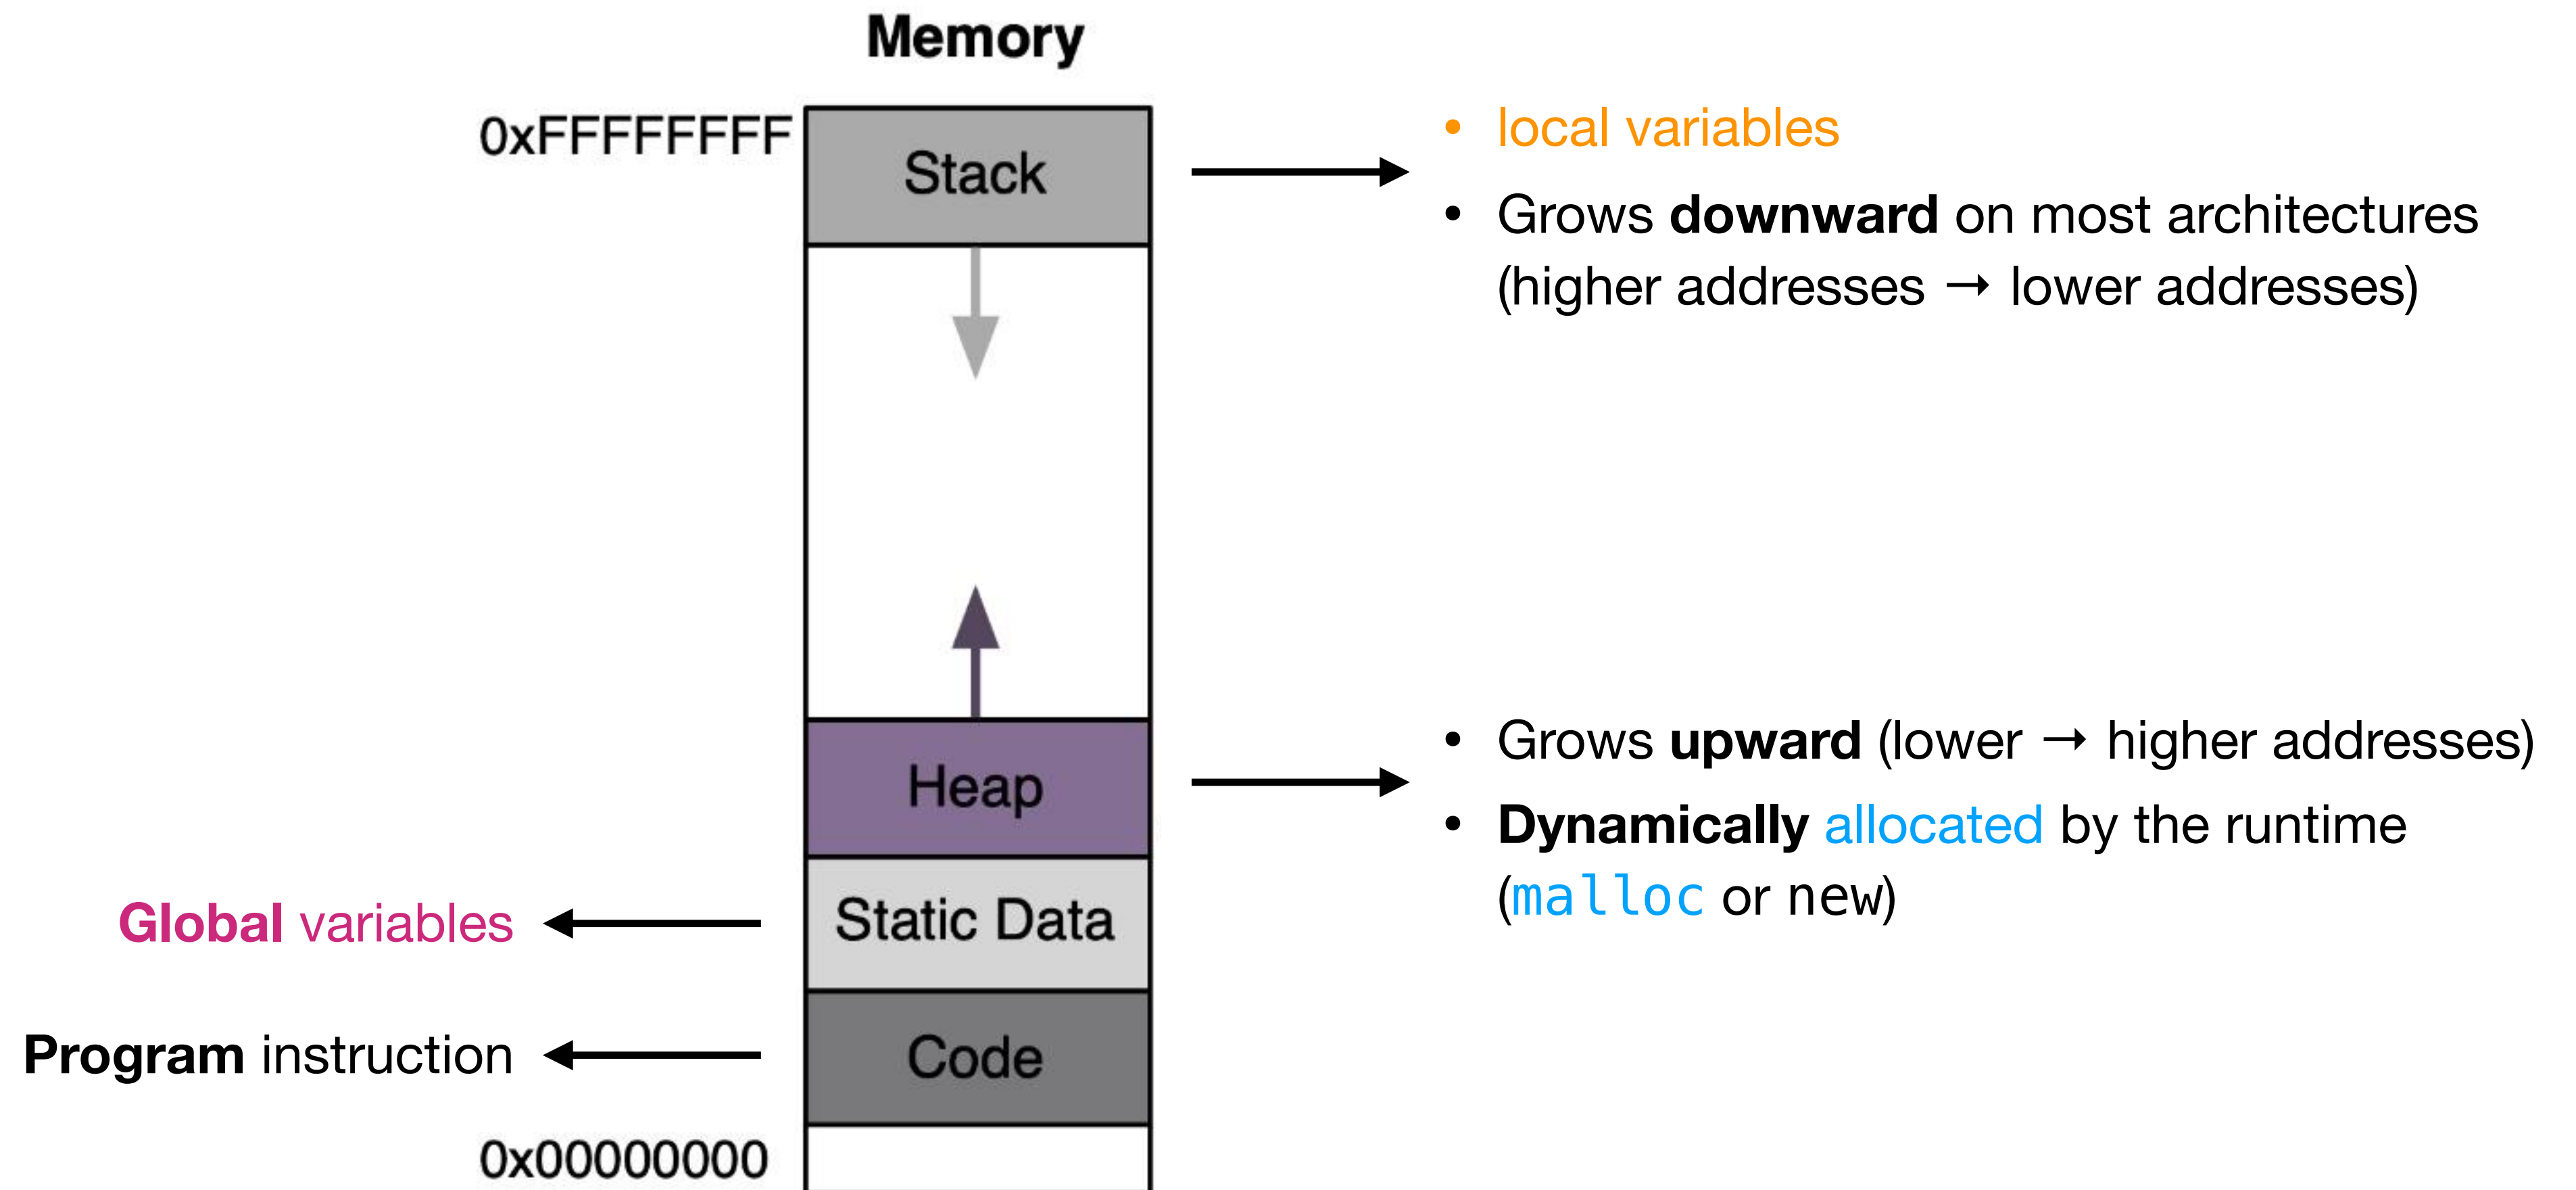 Memory
0xFFFFFFFF
Stack
• local variables
• Grows downward on most architectures
(higher addresses → lower addresses)
Heap
• Grows upward (lower → higher addresses)
• Dynamically allocated by the runtime
(malloc or new)
Global variables
Static Data
Program instruction
Code
0x00000000